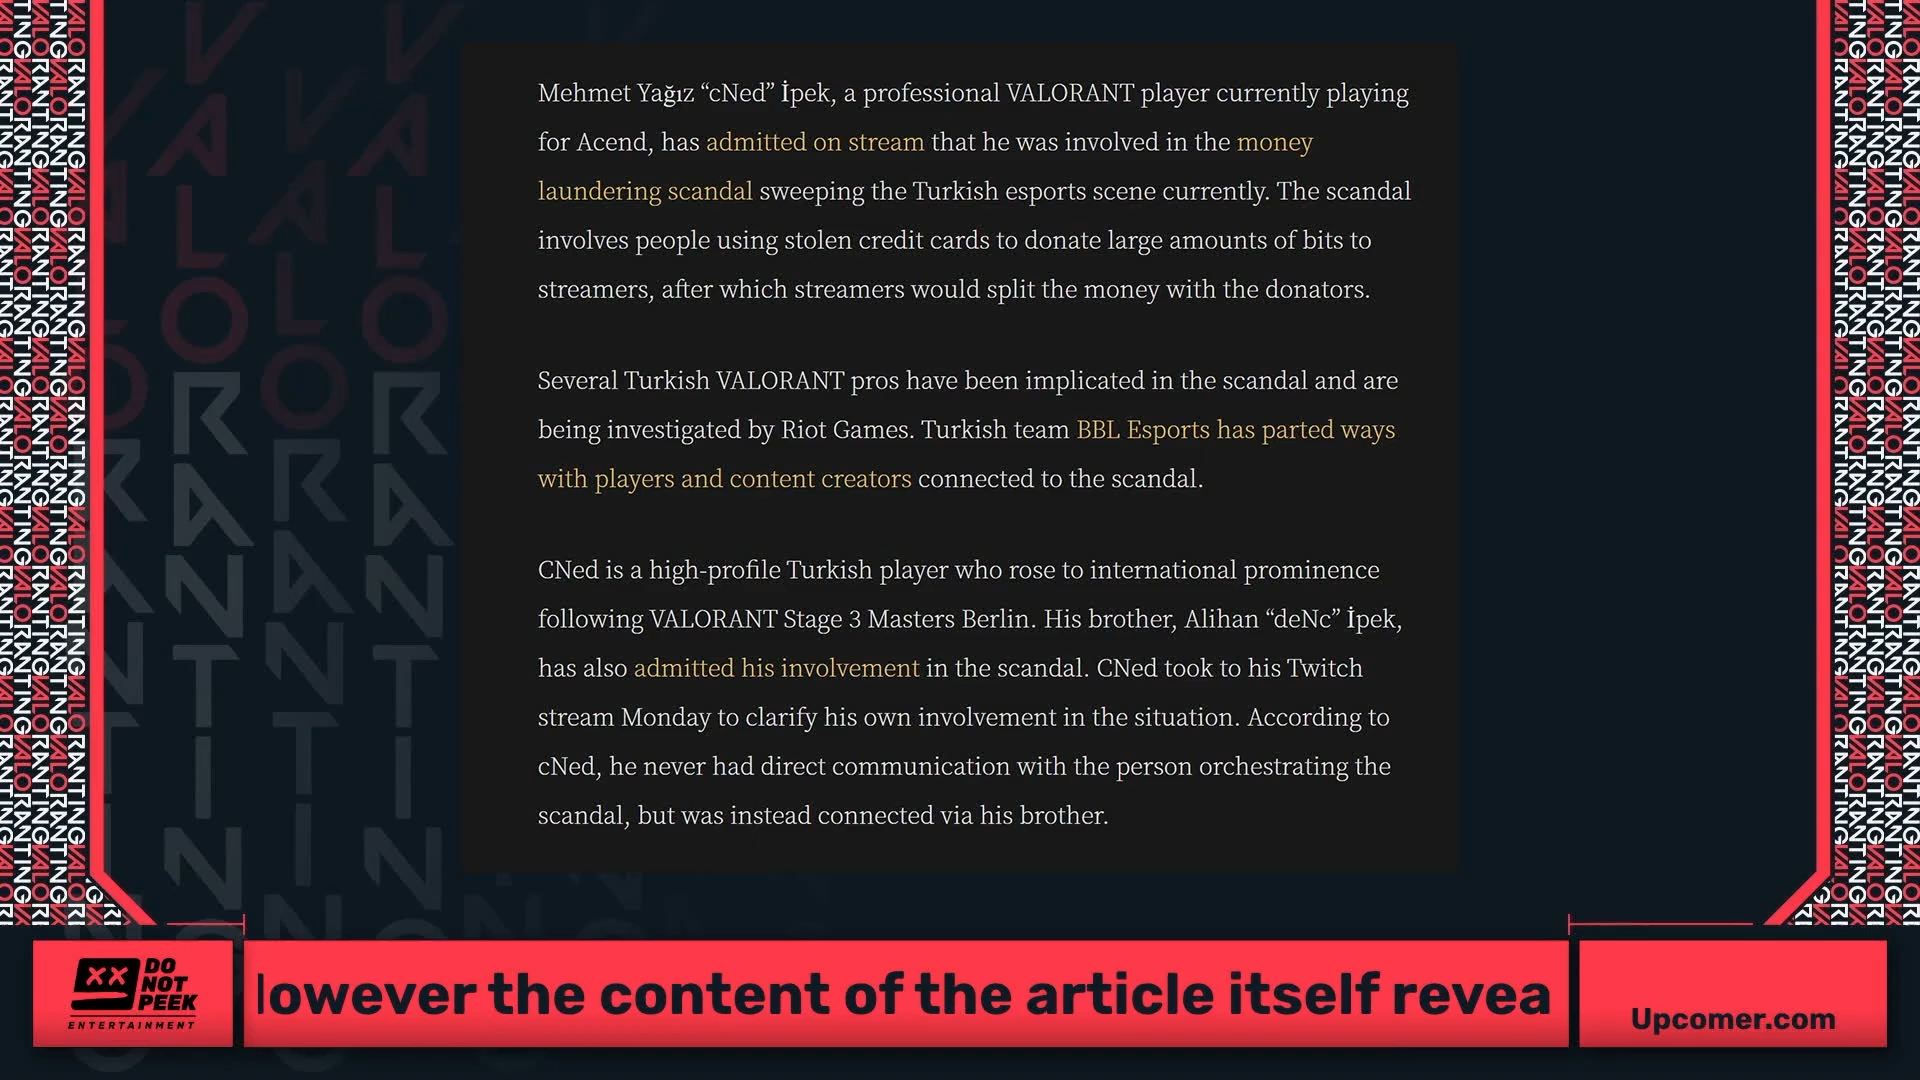 Mehmet Yağız “cNed” İpek, a professional VALORANT player currently playing
for Acend, has admitted on stream that he was involved in the money
laundering scandal sweeping the Turkish esports scene currently. The scandal
involves people using stolen credit cards to donate large amounts of bits to
streamers, after which streamers would split the money with the donators.
Several Turkish VALORANT pros have been implicated in the scandal and are
being investigated by Riot Games. Turkish team BBL Esports has parted ways
with players and content creators connected to the scandal.
CNed is a high-profile Turkish player who rose to international prominence
following VALORANT Stage 3 Masters Berlin. His brother, Alihan “deNc” İpek,
has also admitted his involvement in the scandal. CNed took to his Twitch
stream Monday to clarify his own involvement in the situation. According to
cNed, he never had direct communication with the person orchestrating the
scandal, but was instead connected via his brother.
DO
NOT
PEEK
ENTERTAINMENT
owever the content of the article itself revea
Upcomer.com